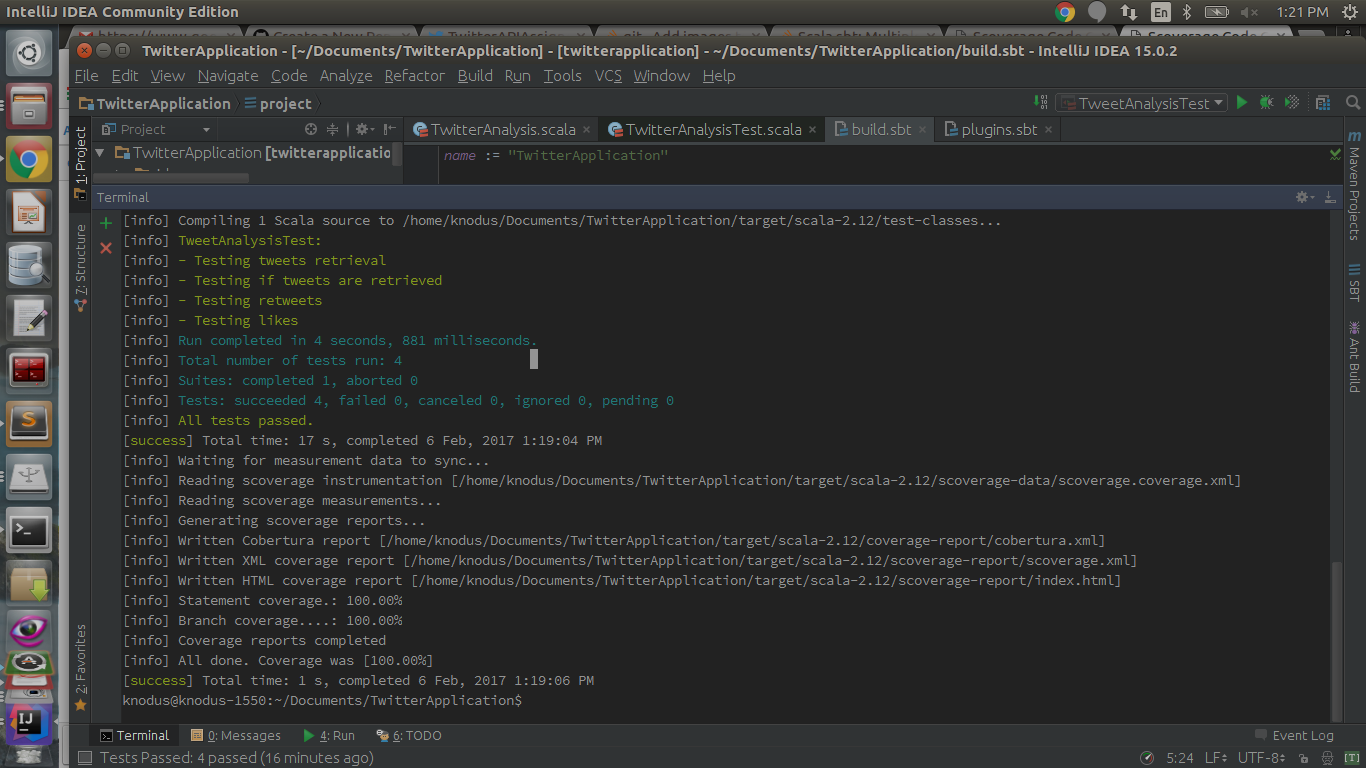 IntelliJ IDEA Community Edition
En
1:21 PM
TwitterApplication - [~/Documents/TwitterApplication] - [twitterapplication] - ~/Documents/TwitterApplication/build.sbt - IntelliJ IDEA 15.0.2
File Edit View Navigate Code Analyze Refactor Build Run Tools VCS Window Help
TwitterApplication project
TweetAnalysisTest
1: Project
Project
TwitterAnalysis.scala
TwitterAnalysisTest.scala
build.sbt
plugins.sbt
TwitterApplication [twitterapplicatio
name := "TwitterApplication"
Maven Projects
SBT
Ant Build
7: Structure
2: Favorites
Terminal
[info] Compiling 1 Scala source to /home/knodus/Documents/TwitterApplication/target/scala-2.12/test-classes...
[info] TweetAnalysisTest:
[info] - Testing tweets retrieval
[info] - Testing if tweets are retrieved
[info] - Testing retweets
[info] - Testing likes
[info] Run completed in 4 seconds, 881 milliseconds.
[info] Total number of tests run: 4
[info] Suites: completed 1, aborted 0
[info] Tests: succeeded 4, failed 0, canceled 0, ignored 0, pending 0
[info] All tests passed.
[success] Total time: 17 s, completed 6 Feb, 2017 1:19:04 PM
[info] Waiting for measurement data to sync...
[info] Reading scoverage instrumentation [/home/knodus/Documents/TwitterApplication/target/scala-2.12/scoverage-data/scoverage.coverage.xml]
[info] Reading scoverage measurements...
[info] Generating scoverage reports...
[info] Written Cobertura report [/home/knodus/Documents/TwitterApplication/target/scala-2.12/coverage-report/cobertura.xml]
[info] Written XML coverage report [/home/knodus/Documents/TwitterApplication/target/scala-2.12/scoverage-report/scoverage.xml]
[info] Written HTML coverage report [/home/knodus/Documents/TwitterApplication/target/scala-2.12/scoverage-report/index.html]
[info] Statement coverage.: 100.00%
[info] Branch coverage....: 100.00%
[info] Coverage reports completed
[info] All done. Coverage was [100.00%]
[success] Total time: 1 s, completed 6 Feb, 2017 1:19:06 PM
knodus@knodus-1550:~/Documents/TwitterApplication$
Terminal 0: Messages 4: Run 6: TODO Event Log
Tests Passed: 4 passed (16 minutes ago)
5:24 LF UTF-8 [T]